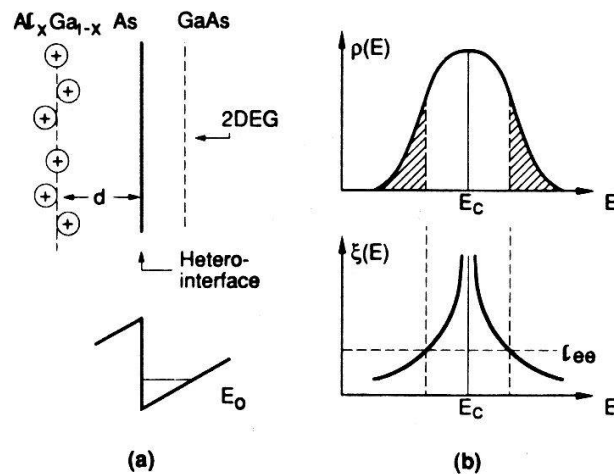 AℓxGa1-x As GaAs
2DEG
d
Hetero-
interface
E0
(a)
ρ(E)
Ec
E
ξ(E)
ℓee
Ec
E
(b)
+
+
+
+
+
+